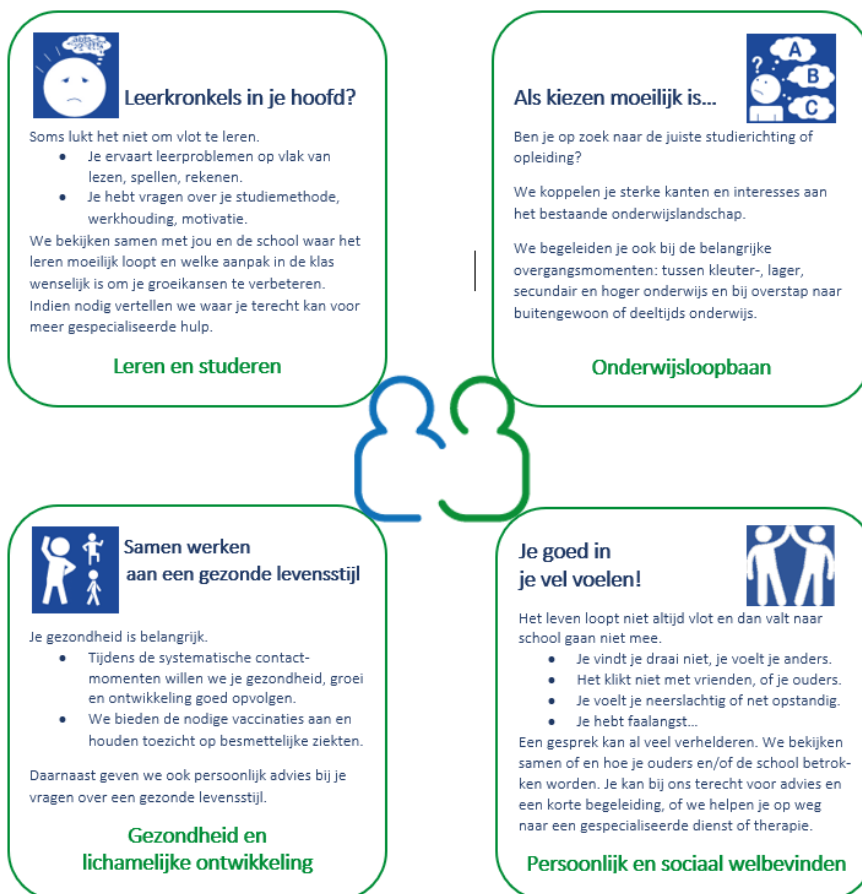 Leerkronkels in je hoofd?
Soms lukt het niet om vlot te leren.
● Je ervaart leerproblemen op vlak van
lezen, spellen, rekenen.
● Je hebt vragen over je studiemethode,
werkhouding, motivatie.
We bekijken samen met jou en de school waar het
leren moeilijk loopt en welke aanpak in de klas
wenselijk is om je groeikansen te verbeteren.
Indien nodig vertellen we waar je terecht kan voor
meer gespecialiseerde hulp.
Leren en studeren
A
? B
C
Als kiezen moeilijk is...
Ben je op zoek naar de juiste studierichting of
opleiding?
We koppelen je sterke kanten en interesses aan
het bestaande onderwijslandschap.
We begeleiden je ook bij de belangrijke
overgangsmomenten: tussen kleuter-, lager,
secundair en hoger onderwijs en bij overstap naar
buitengewoon of deeltijds onderwijs.
Onderwijsloopbaan
Samen werken
aan een gezonde levensstijl
Je gezondheid is belangrijk.
● Tijdens de systematische contact-
momenten willen we je gezondheid, groei
en ontwikkeling goed opvolgen.
● We bieden de nodige vaccinaties aan en
houden toezicht op besmettelijke ziekten.
Daarnaast geven we ook persoonlijk advies bij je
vragen over een gezonde levensstijl.
Gezondheid en
lichamelijke ontwikkeling
Je goed in
je vel voelen!
Het leven loopt niet altijd vlot en dan valt naar
school gaan niet mee.
● Je vindt je draai niet, je voelt je anders.
● Het klikt niet met vrienden, of je ouders.
● Je voelt je neerslachtig of net opstandig.
● Je hebt faalangst...
Een gesprek kan al veel verhelderen. We bekijken
samen of en hoe je ouders en/of de school betrok-
ken worden. Je kan bij ons terecht voor advies en
een korte begeleiding, of we helpen je op weg
naar een gespecialiseerde dienst of therapie.
Persoonlijk en sociaal welbevinden